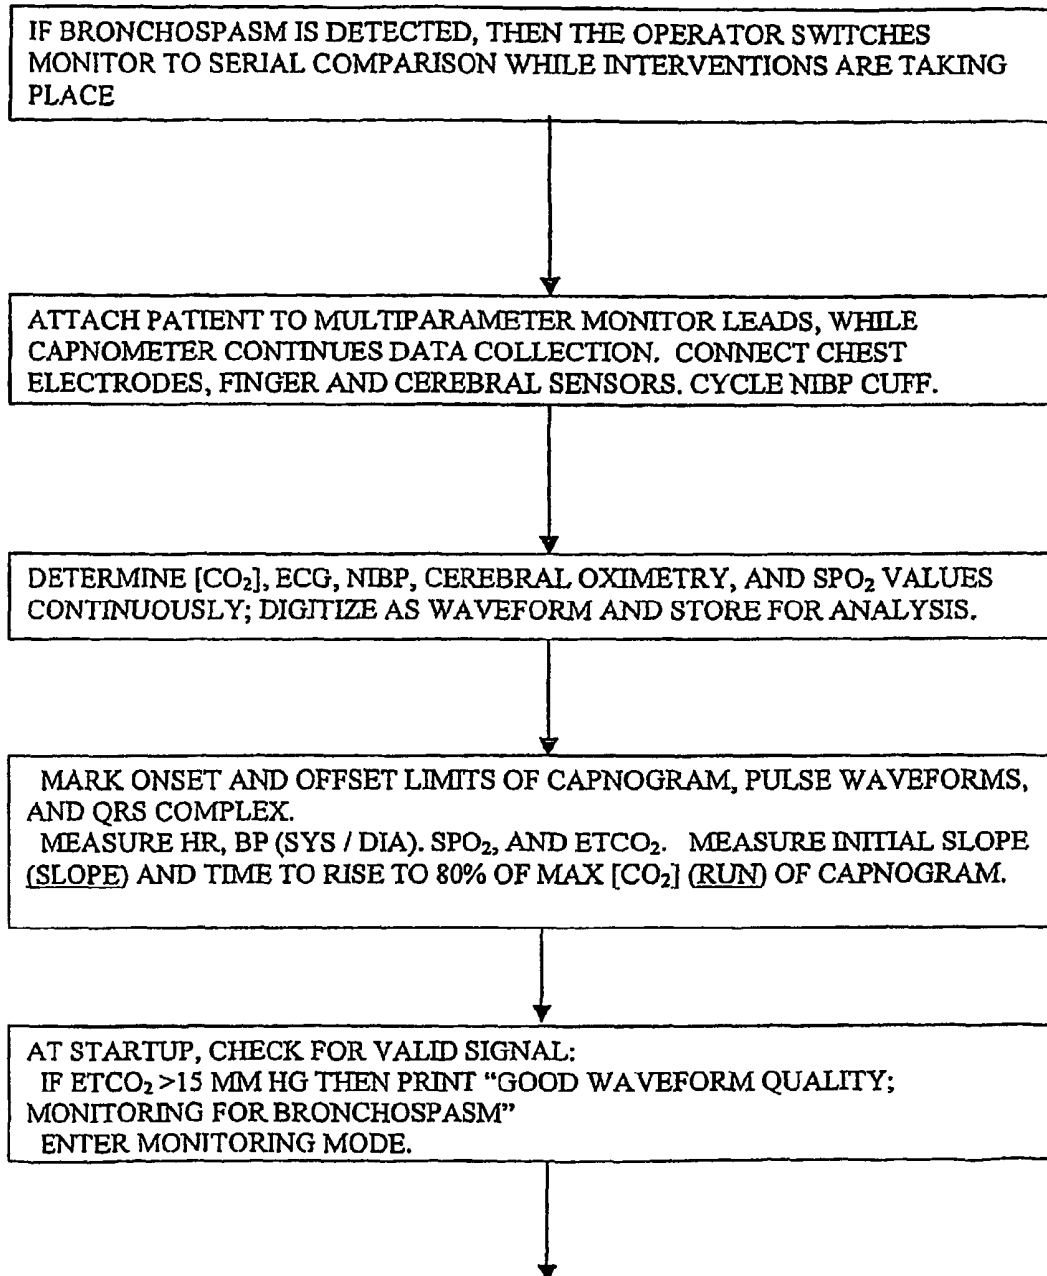 IF BRONCHOSPASM IS DETECTED, THEN THE OPERATOR SWITCHES
MONITOR TO SERIAL COMPARISON WHILE INTERVENTIONS ARE TAKING
PLACE
ATTACH PATIENT TO MULTIPARAMETER MONITOR LEADS, WHILE
CAPNOMETER CONTINUES DATA COLLECTION. CONNECT CHEST
ELECTRODES, FINGER AND CEREBRAL SENSORS. CYCLE NIBP CUFF.
DETERMINE [CO₂], ECG, NIBP, CEREBRAL OXIMETRY, AND SPO₂ VALUES
CONTINUOUSLY; DIGITIZE AS WAVEFORM AND STORE FOR ANALYSIS.
MARK ONSET AND OFFSET LIMITS OF CAPNOGRAM, PULSE WAVEFORMS,
AND QRS COMPLEX.
MEASURE HR, BP (SYS / DIA). SPO₂, AND ETCO₂. MEASURE INITIAL SLOPE
(SLOPE) AND TIME TO RISE TO 80% OF MAX [CO₂] (RUN) OF CAPNOGRAM.
AT STARTUP, CHECK FOR VALID SIGNAL:
IF ETCO₂ >15 MM HG THEN PRINT “GOOD WAVEFORM QUALITY;
MONITORING FOR BRONCHOSPASM”
ENTER MONITORING MODE.